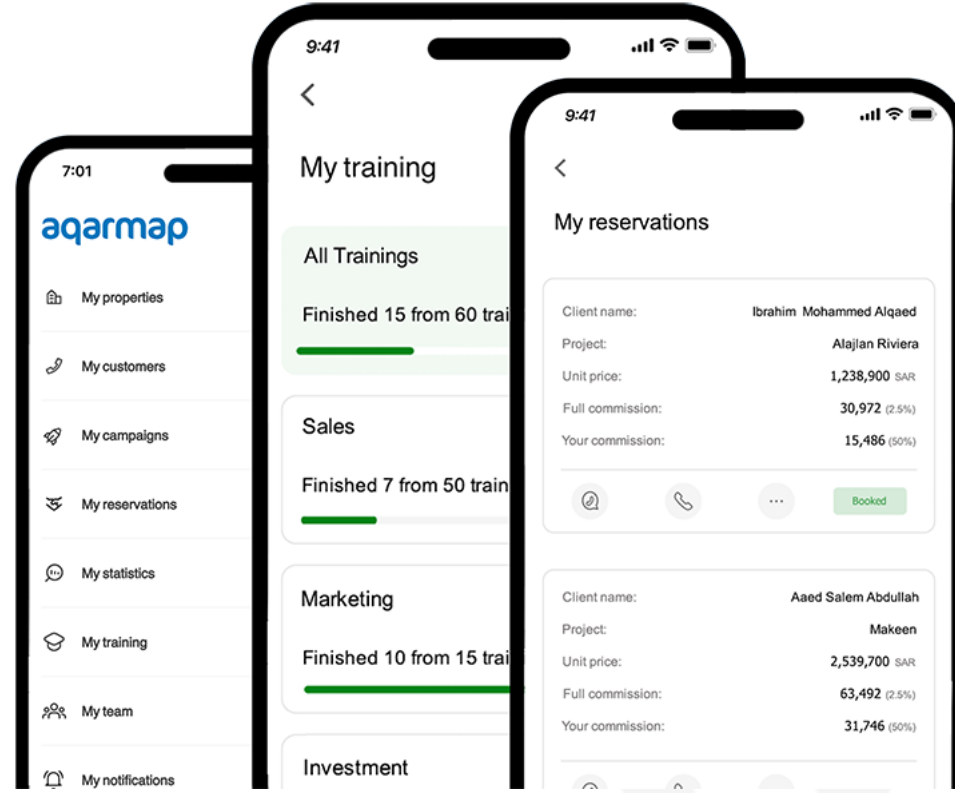 7:01
aqarmap
My properties
My customers
My campaigns
My reservations
My statistics
My training
My team
My notifications
9:41
My training
All Trainings
Finished 15 from 60 trai
Sales
Finished 7 from 50 train
Marketing
Finished 10 from 15 trai
Investment
9:41
My reservations
Client name: Ibrahim Mohammed Alqaed
Project: Alajlan Riviera
Unit price: 1,238,900 SAR
Full commission: 30,972 (2.5%)
Your commission: 15,486 (50%)
Booked
Client name: Aaed Salem Abdullah
Project: Makeen
Unit price: 2,539,700 SAR
Full commission: 63,492 (2.5%)
Your commission: 31,746 (50%)